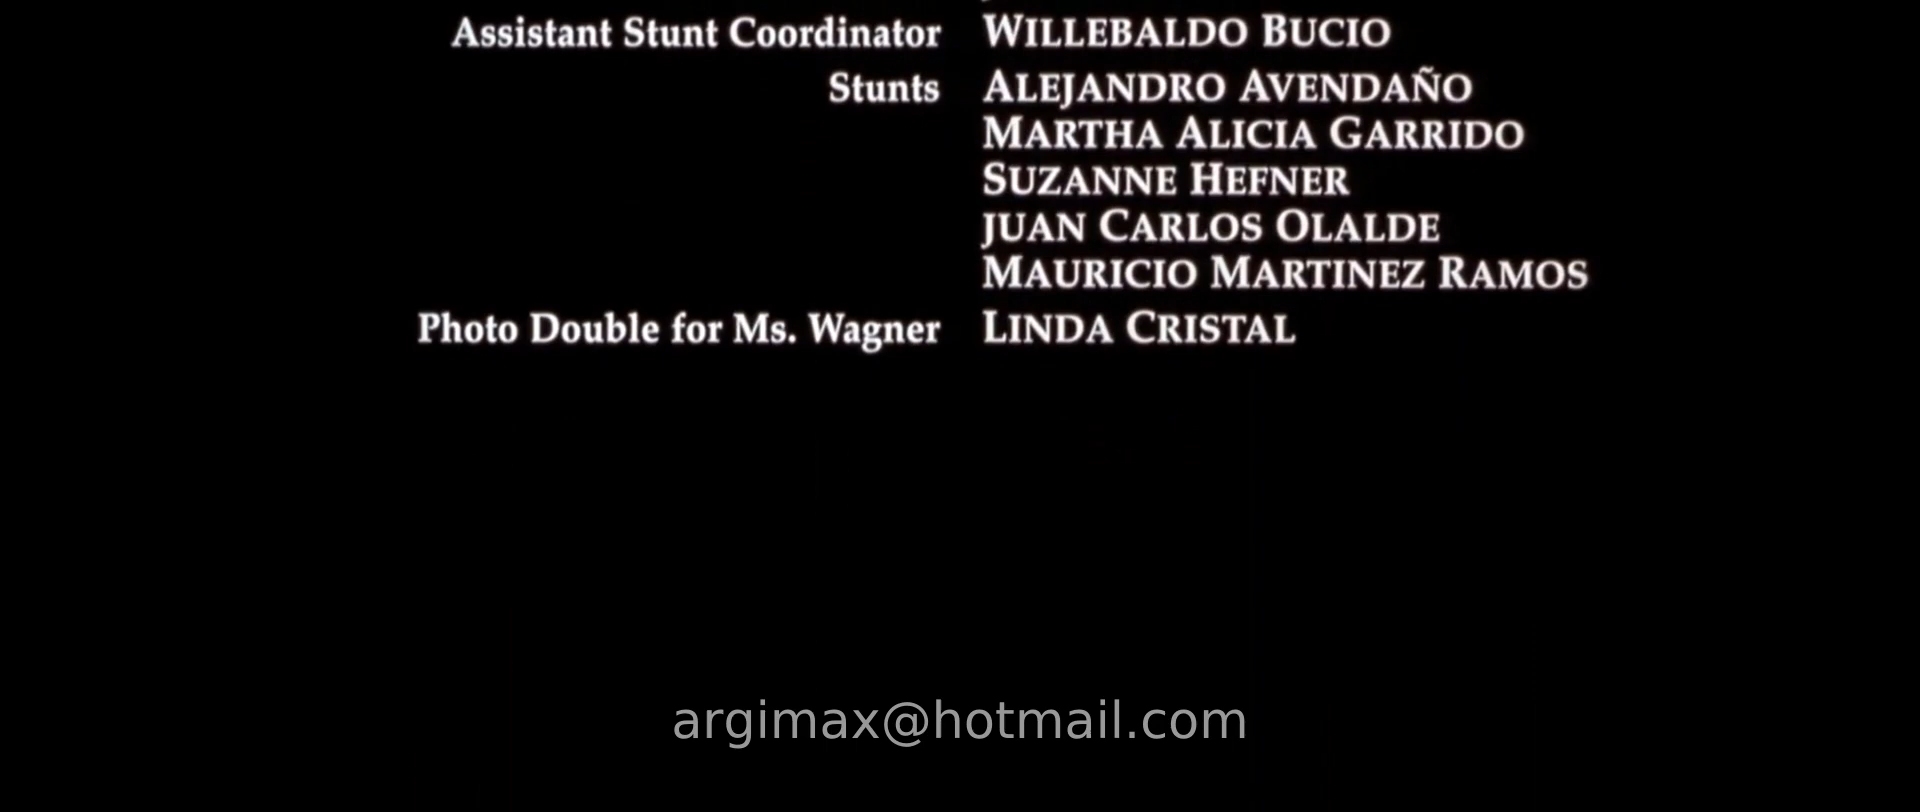 Assistant Stunt Coordinator WILLEBALDO BUCIO
Stunts ALEJANDRO AVENDAÑO
MARTHA ALICIA GARRIDO
SUZANNE HEFNER
JUAN CARLOS OLALDE
MAURICIO MARTINEZ RAMOS
Photo Double for Ms. Wagner LINDA CRISTAL
argimax@hotmail.com